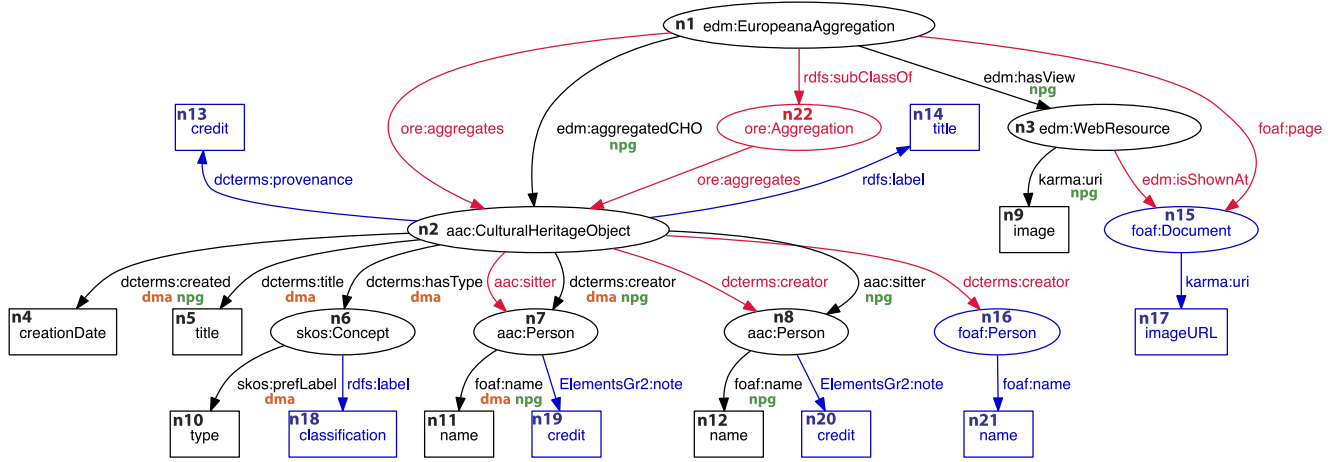 n1 edm:EuropeanaAggregation
rdfs:subClassOf
edm:hasView
npg
n13
credit
ore:aggregates
edm:aggregatedCHO
npg
n22
ore:Aggregation
n14
title
n3 edm:WebResource
foaf:page
dcterms:provenance
ore:aggregates
rdfs:label
karma:uri
npg
edm:isShownAt
n2 aac:CulturalHeritageObject
n9
image
n15
foaf:Document
dcterms:created
dma npg
dcterms:title
dma
dcterms:hasType
dma
aac:sitter
dcterms:creator
dma npg
dcterms:creator
aac:sitter
npg
dcterms:creator
karma:uri
n4
creationDate
n5
title
n6
skos:Concept
n7
aac:Person
n8
aac:Person
n16
foaf:Person
n17
imageURL
skos:prefLabel
dma
rdfs:label
foaf:name
dma npg
ElementsGr2:note
foaf:name
npg
ElementsGr2:note
foaf:name
n10
type
n18
classification
n11
name
n19
credit
n12
name
n20
credit
n21
name